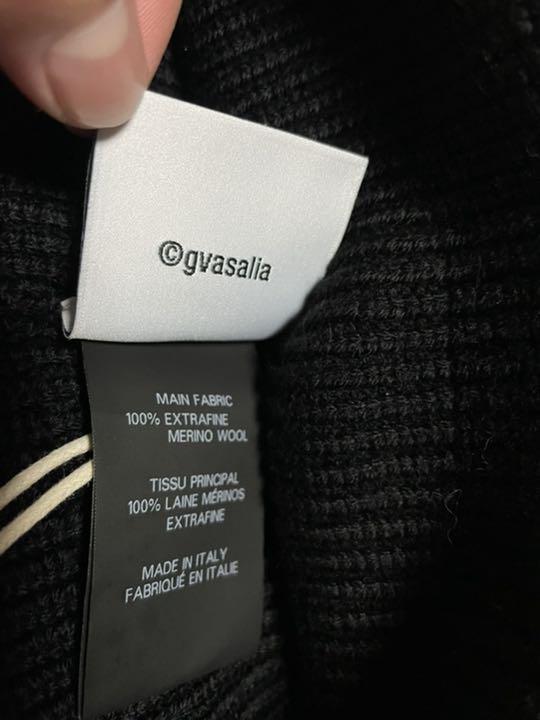 ©gvasalia
MAIN FABRIC
100% EXTRAFINE
MERINO WOOL
TISSU PRINCIPAL
100% LAINE MÉRINOS
EXTRAFINE
MADE IN ITALY
FABRIQUÉ EN ITALIE